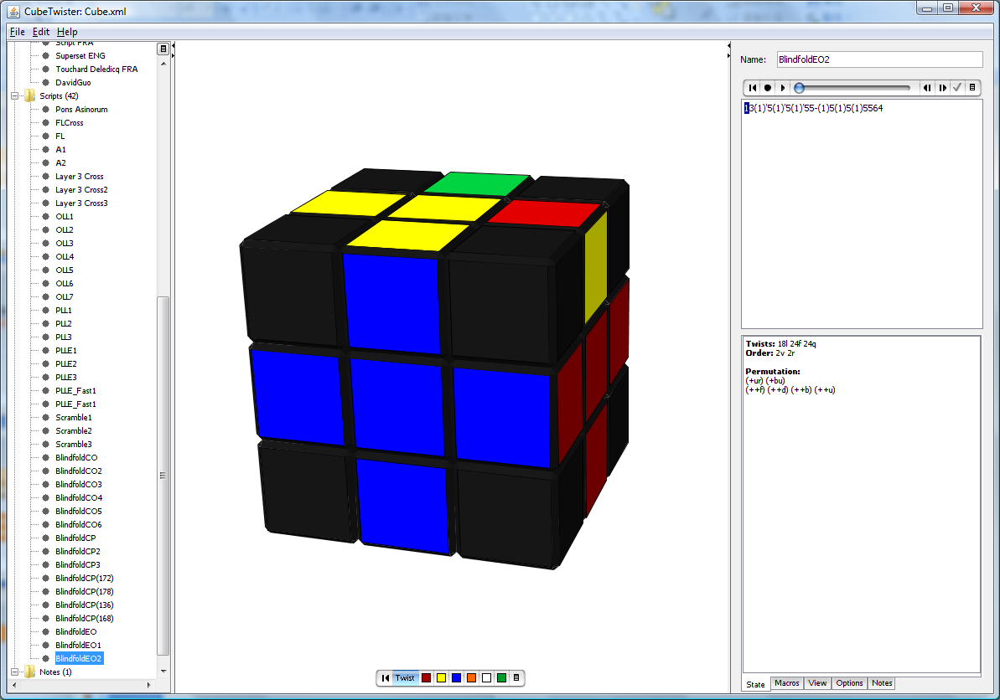 CubeTwister: Cube.xml
File Edit Help
Script FRA
Superset ENG
Touchard Deledicq FRA
DavidGuo
Scripts (42)
Pons Asinorum
FLCross
FL
A1
A2
Layer 3 Cross
Layer 3 Cross2
Layer 3 Cross3
OLL1
OLL2
OLL3
OLL4
OLL5
OLL6
OLL7
PLL1
PLL2
PLL3
PLLE1
PLLE2
PLLE3
PLLE_Fast1
PLLE_Fast1
Scramble1
Scramble2
Scramble3
BlindfoldCO
BlindfoldCO2
BlindfoldCO3
BlindfoldCO4
BlindfoldCO5
BlindfoldCO6
BlindfoldCP
BlindfoldCP2
BlindfoldCP3
BlindfoldCP(172)
BlindfoldCP(178)
BlindfoldCP(136)
BlindfoldCP(168)
BlindfoldEO
BlindfoldEO1
BlindfoldEO2
Notes (1)
Twist
Name: BlindfoldEO2
13(1)'5(1)'5(1)'55-(1)5(1)5(1)5564
Twists: 18l 24f 24q
Order: 2v 2r
Permutation:
(+ur) (+bu)
(++f) (++d) (++b) (++u)
State Macros View Options Notes